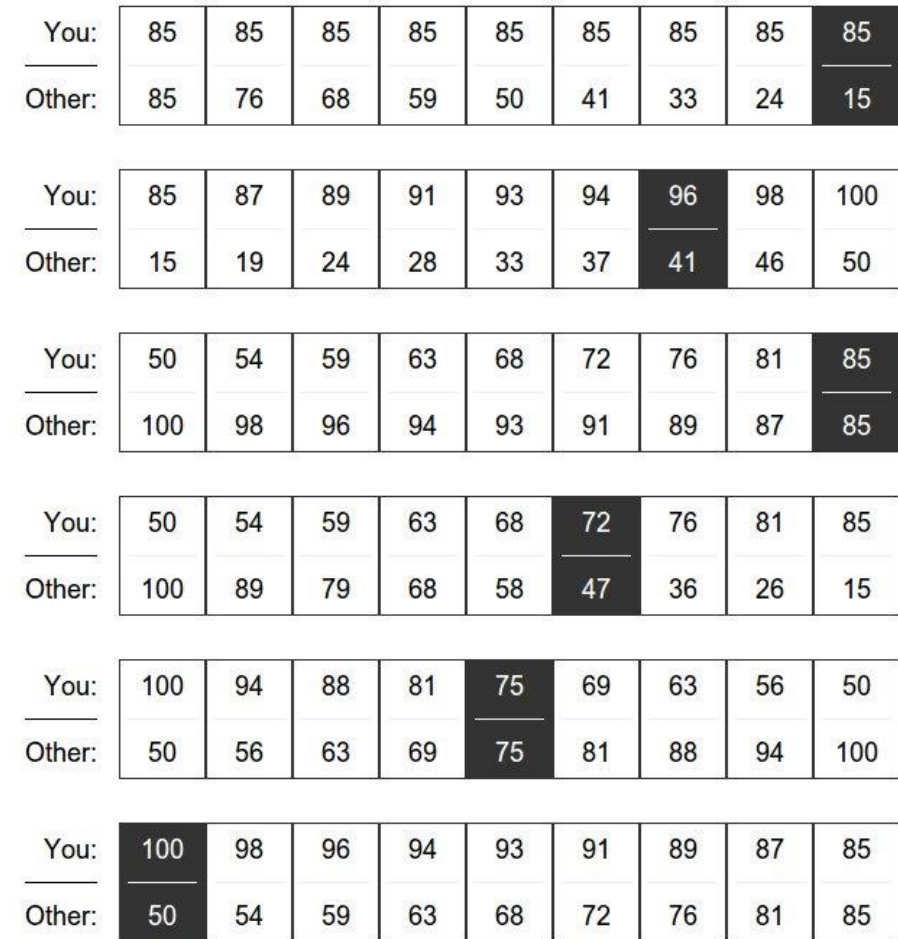 You: 85 85 85 85 85 85 85 85 85
Other: 85 76 68 59 50 41 33 24 15
You: 85 87 89 91 93 94 96 98 100
Other: 15 19 24 28 33 37 41 46 50
You: 50 54 59 63 68 72 76 81 85
Other: 100 98 96 94 93 91 89 87 85
You: 50 54 59 63 68 72 76 81 85
Other: 100 89 79 68 58 47 36 26 15
You: 100 94 88 81 75 69 63 56 50
Other: 50 56 63 69 75 81 88 94 100
You: 100 98 96 94 93 91 89 87 85
Other: 50 54 59 63 68 72 76 81 85